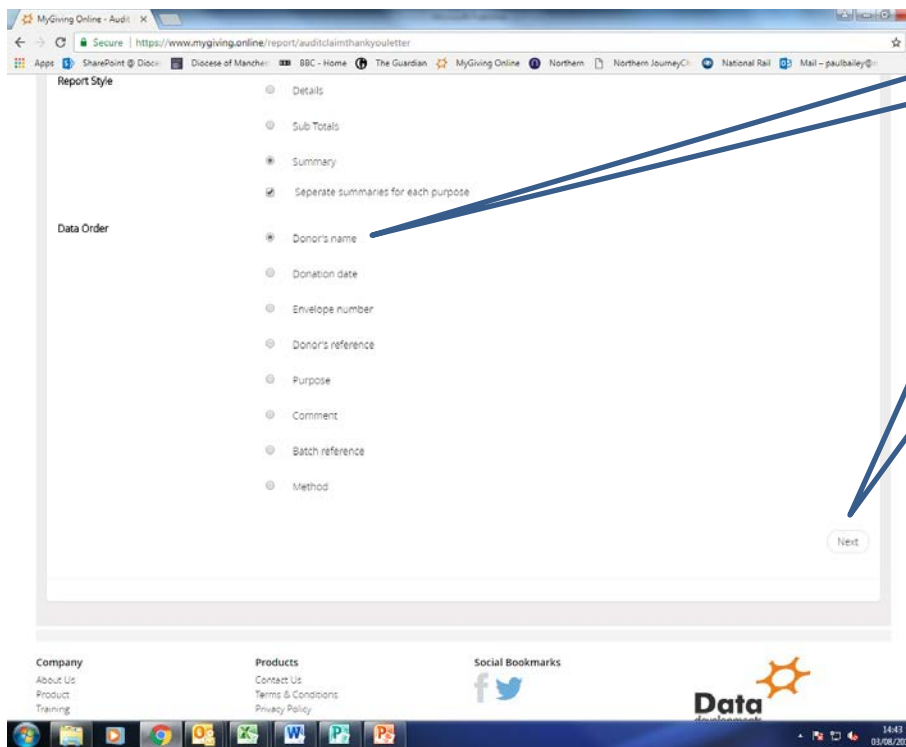 MyGiving Online - Audit
Secure | https://www.mygiving.online/report/auditclaimthankyouletter
Apps SharePoint @ Dioce Diocese of Manche BBC - Home The Guardian MyGiving Online Northern Northern JourneyCh National Rail Mail – paulbailey@
Report Style
Details
Sub Totals
Summary
Seperate summaries for each purpose
Data Order
Donor's name
Donation date
Envelope number
Donor's reference
Purpose
Comment
Batch reference
Method
Next
Company Products Social Bookmarks
About Us Contact Us
Product Terms & Conditions
Training Privacy Policy
Data
developments
14:43
03/08/20